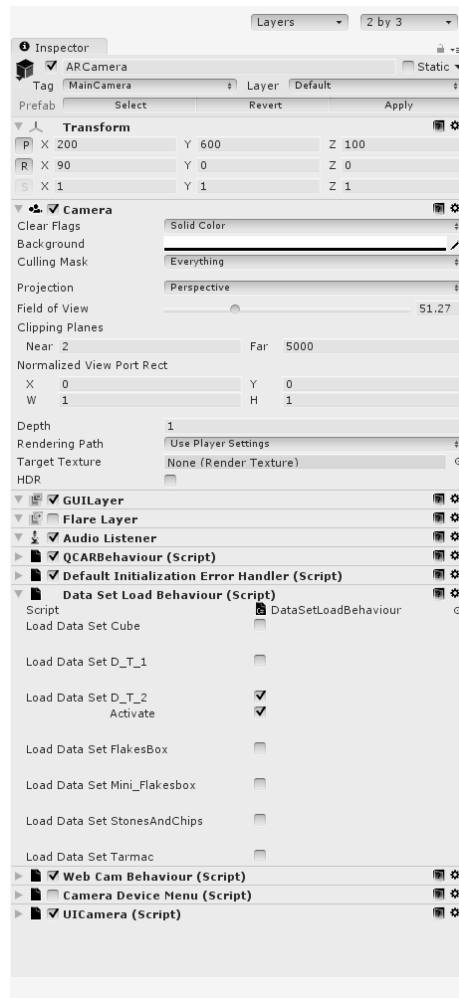 Layers 2 by 3
Inspector
ARCamera Static
Tag MainCamera Layer Default
Prefab Select Revert Apply
Transform
P X 200 Y 600 Z 100
R X 90 Y 0 Z 0
S X 1 Y 1 Z 1
Camera
Clear Flags Solid Color
Background
Culling Mask Everything
Projection Perspective
Field of View 51.27
Clipping Planes
Near 2 Far 5000
Normalized View Port Rect
X 0 Y 0
W 1 H 1
Depth 1
Rendering Path Use Player Settings
Target Texture None (Render Texture)
HDR
GUILayer
Flare Layer
Audio Listener
QCARBehaviour (Script)
Default Initialization Error Handler (Script)
Data Set Load Behaviour (Script)
Script DataSetLoadBehaviour
Load Data Set Cube
Load Data Set D_T_1
Load Data Set D_T_2
Activate
Load Data Set FlakesBox
Load Data Set Mini_Flakesbox
Load Data Set StonesAndChips
Load Data Set Tarmac
Web Cam Behaviour (Script)
Camera Device Menu (Script)
UICamera (Script)